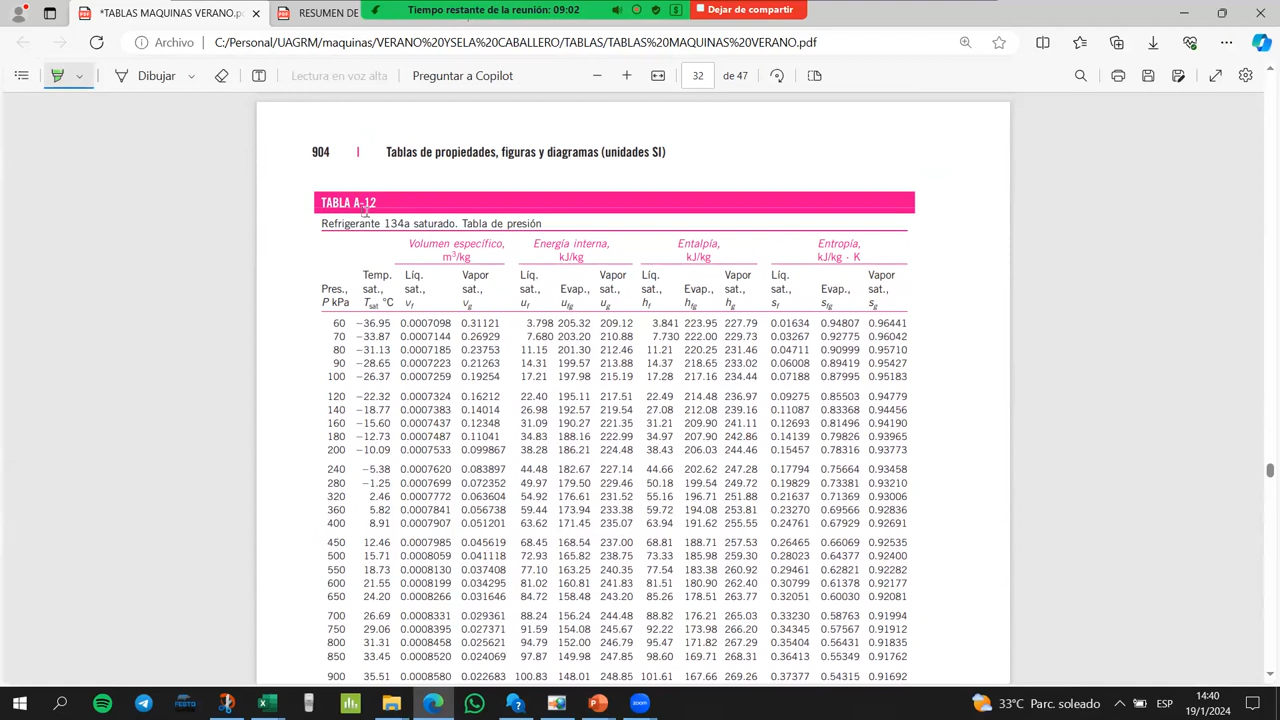 *TABLAS MAQUINAS VERANO.pc
RESUMEN DE
Tiempo restante de la reunión: 09:02
Dejar de compartir
Archivo
C:/Personal/UAGRM/maquinas/VERANO%20YSELA%20CABALLERO/TABLAS/TABLAS%20MAQUINAS%20VERANO.pdf
Dibujar
Lectura en voz alta
Preguntar a Copilot
32 de 47
904 | Tablas de propiedades, figuras y diagramas (unidades SI)
TABLA A-12
Refrigerante 134a saturado. Tabla de presión
Volumen específico, Energía interna, Entalpía, Entropía,
m³/kg kJ/kg kJ/kg kJ/kg · K
Temp. Líq. Vapor Líq. Vapor Líq. Vapor Líq. Vapor
Pres., sat., sat., sat., sat., Evap., sat., sat., Evap., sat., sat., Evap., sat.,
P kPa Tsat °C vf vg uf ufg ug hf hfg hg sf sfg sg
60 −36.95 0.0007098 0.31121 3.798 205.32 209.12 3.841 223.95 227.79 0.01634 0.94807 0.96441
70 −33.87 0.0007144 0.26929 7.680 203.20 210.88 7.730 222.00 229.73 0.03267 0.92775 0.96042
80 −31.13 0.0007185 0.23753 11.15 201.30 212.46 11.21 220.25 231.46 0.04711 0.90999 0.95710
90 −28.65 0.0007223 0.21263 14.31 199.57 213.88 14.37 218.65 233.02 0.06008 0.89419 0.95427
100 −26.37 0.0007259 0.19254 17.21 197.98 215.19 17.28 217.16 234.44 0.07188 0.87995 0.95183
120 −22.32 0.0007324 0.16212 22.40 195.11 217.51 22.49 214.48 236.97 0.09275 0.85503 0.94779
140 −18.77 0.0007383 0.14014 26.98 192.57 219.54 27.08 212.08 239.16 0.11087 0.83368 0.94456
160 −15.60 0.0007437 0.12348 31.09 190.27 221.35 31.21 209.90 241.11 0.12693 0.81496 0.94190
180 −12.73 0.0007487 0.11041 34.83 188.16 222.99 34.97 207.90 242.86 0.14139 0.79826 0.93965
200 −10.09 0.0007533 0.099867 38.28 186.21 224.48 38.43 206.03 244.46 0.15457 0.78316 0.93773
240 −5.38 0.0007620 0.083897 44.48 182.67 227.14 44.66 202.62 247.28 0.17794 0.75664 0.93458
280 −1.25 0.0007699 0.072352 49.97 179.50 229.46 50.18 199.54 249.72 0.19829 0.73381 0.93210
320 2.46 0.0007772 0.063604 54.92 176.61 231.52 55.16 196.71 251.88 0.21637 0.71369 0.93006
360 5.82 0.0007841 0.056738 59.44 173.94 233.38 59.72 194.08 253.81 0.23270 0.69566 0.92836
400 8.91 0.0007907 0.051201 63.62 171.45 235.07 63.94 191.62 255.55 0.24761 0.67929 0.92691
450 12.46 0.0007985 0.045619 68.45 168.54 237.00 68.81 188.71 257.53 0.26465 0.66069 0.92535
500 15.71 0.0008059 0.041118 72.93 165.82 238.75 73.33 185.98 259.30 0.28023 0.64377 0.92400
550 18.73 0.0008130 0.037408 77.10 163.25 240.35 77.54 183.38 260.92 0.29461 0.62821 0.92282
600 21.55 0.0008199 0.034295 81.02 160.81 241.83 81.51 180.90 262.40 0.30799 0.61378 0.92177
650 24.20 0.0008266 0.031646 84.72 158.48 243.20 85.26 178.51 263.77 0.32051 0.60030 0.92081
700 26.69 0.0008331 0.029361 88.24 156.24 244.48 88.82 176.21 265.03 0.33230 0.58763 0.91994
750 29.06 0.0008395 0.027371 91.59 154.08 245.67 92.22 173.98 266.20 0.34345 0.57567 0.91912
800 31.31 0.0008458 0.025621 94.79 152.00 246.79 95.47 171.82 267.29 0.35404 0.56431 0.91835
850 33.45 0.0008520 0.024069 97.87 149.98 247.85 98.60 169.71 268.31 0.36413 0.55349 0.91762
900 35.51 0.0008580 0.022683 100.83 148.01 248.85 101.61 167.66 269.26 0.37377 0.54315 0.91692
FESTO
zoom
33°C Parc. soleado
ESP
14:40
19/1/2024